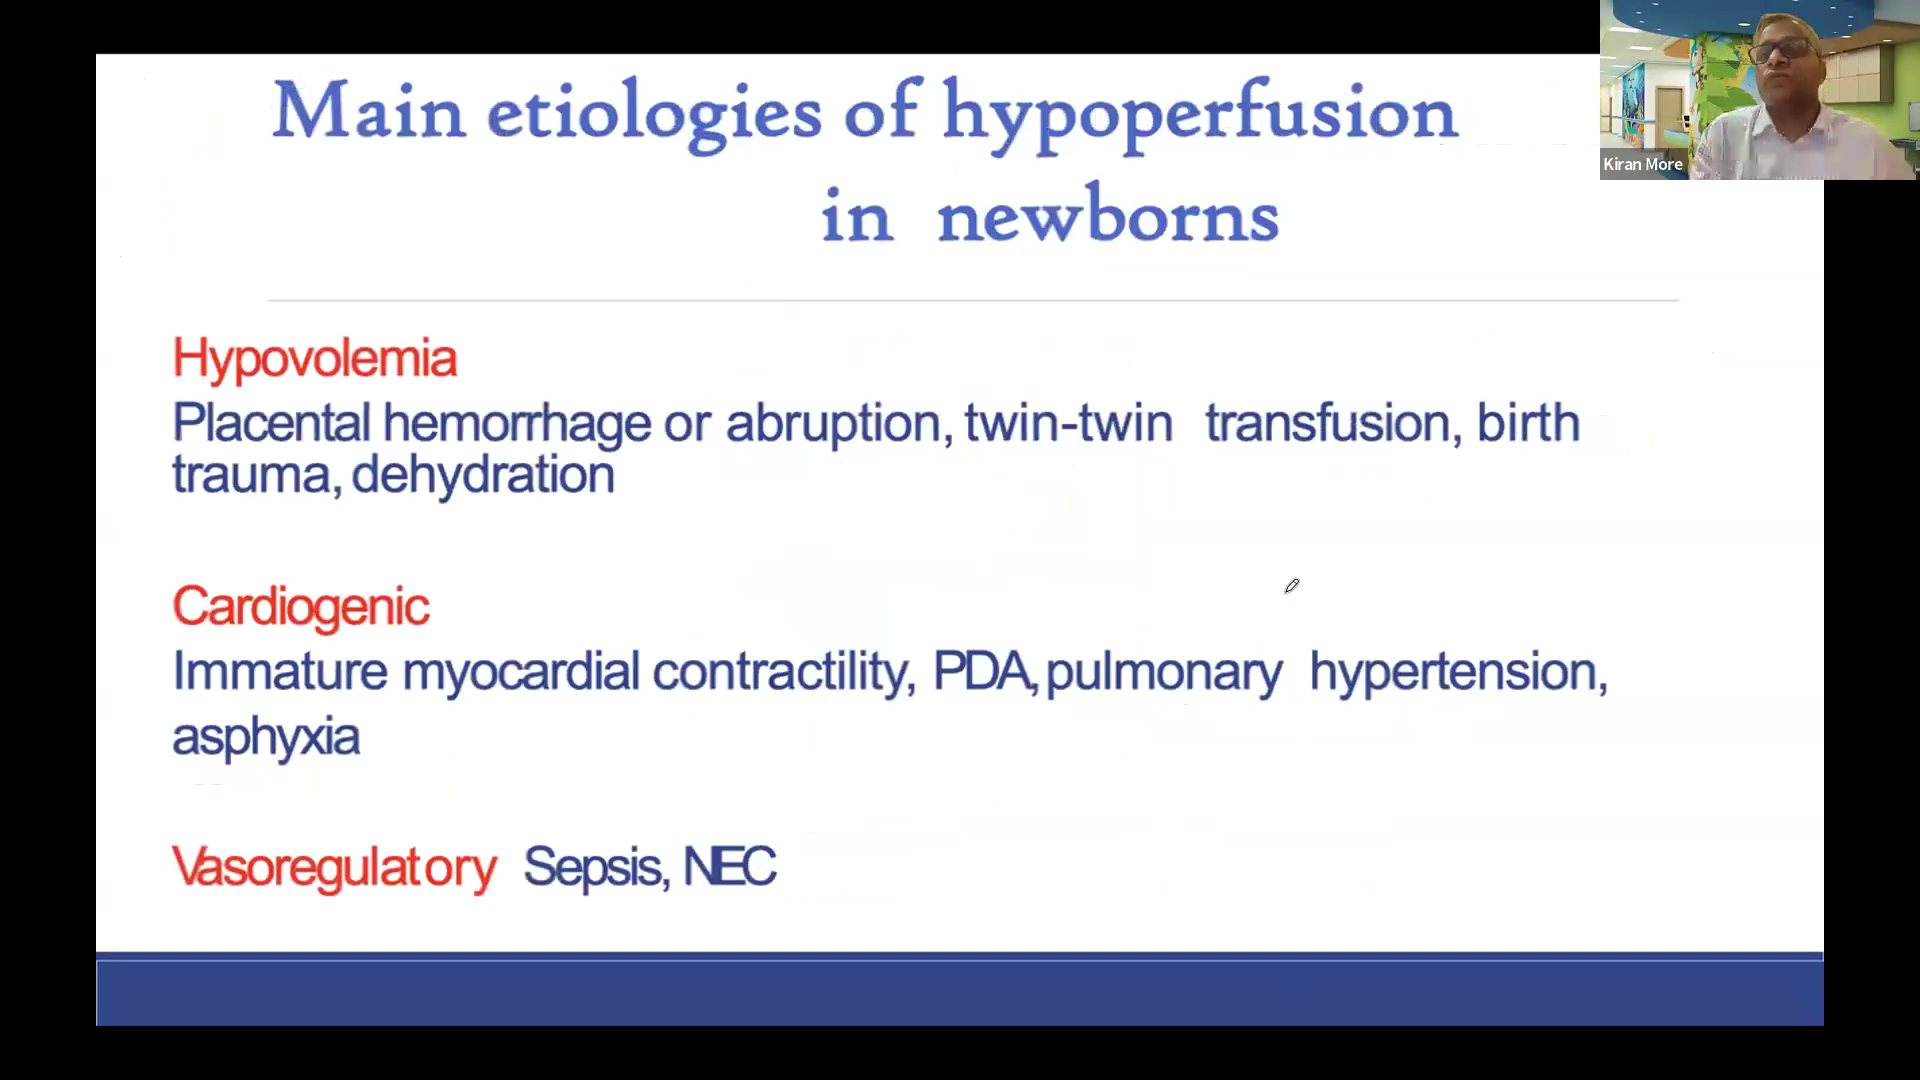 Main etiologies of hypoperfusion
in newborns
Kiran More
Hypovolemia
Placental hemorrhage or abruption, twin-twin transfusion, birth
trauma, dehydration
Cardiogenic
Immature myocardial contractility, PDA, pulmonary hypertension,
asphyxia
Vasoregulatory Sepsis, NEC